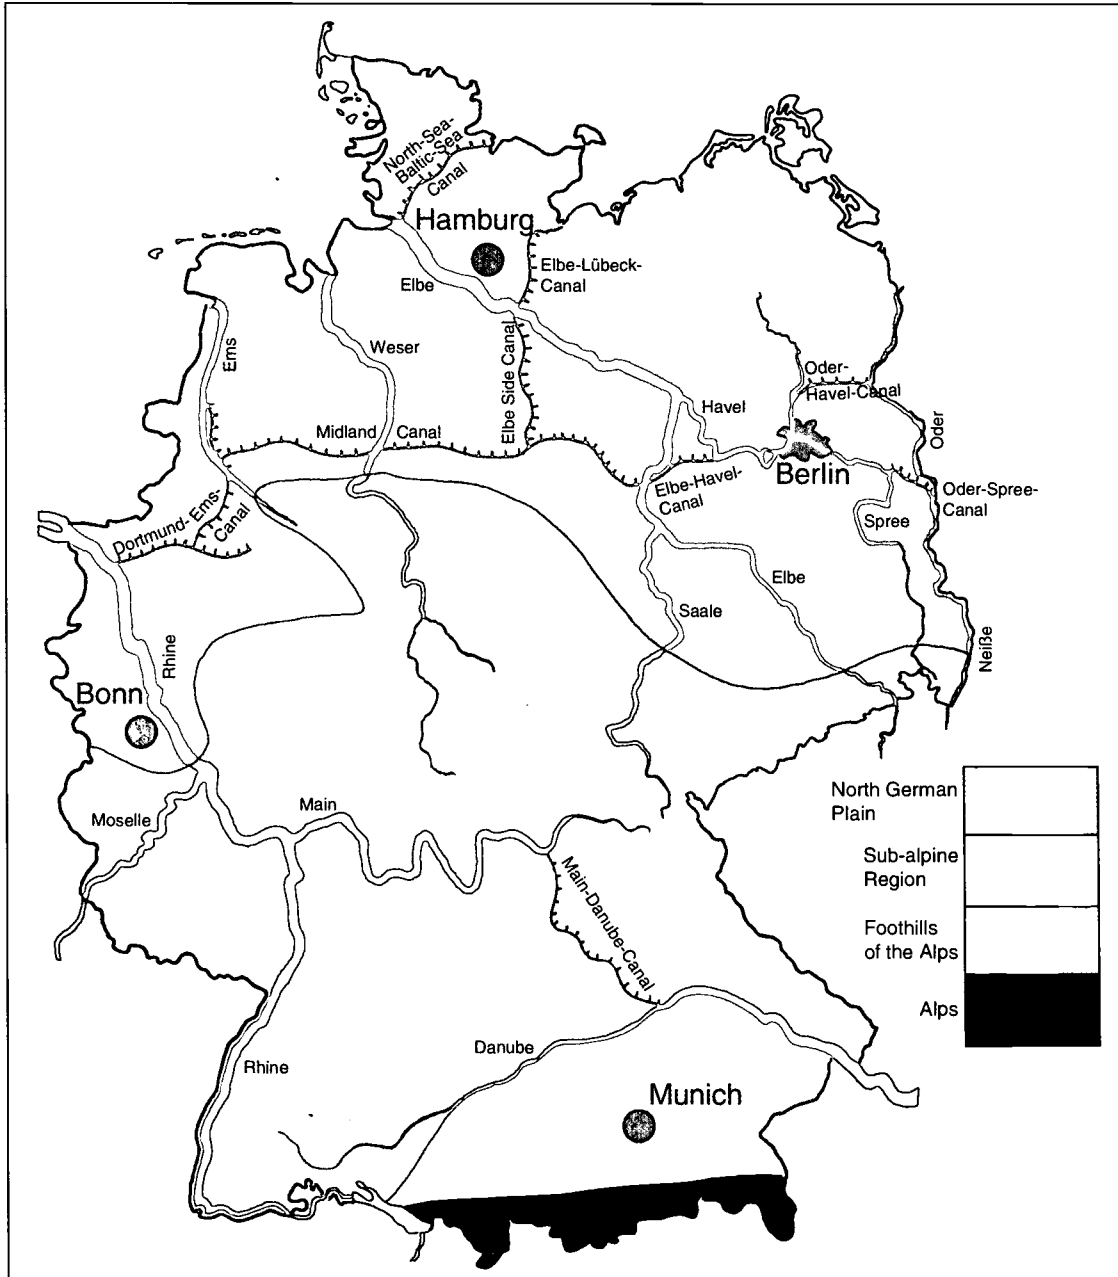 North-Sea-
Baltic-Sea
Canal
Hamburg
Elbe-Lübeck-
Canal
Elbe
Ems
Weser
Elbe Side Canal
Oder-
Havel-Canal
Havel
Oder
Midland Canal
Berlin
Elbe-Havel-
Canal
Oder-Spree-
Canal
Dortmund-Ems-
Canal
Spree
Elbe
Saale
Rhine
Neiße
Bonn
Moselle
Main
North German
Plain
Sub-alpine
Region
Main-Danube-Canal
Foothills
of the Alps
Alps
Danube
Rhine
Munich